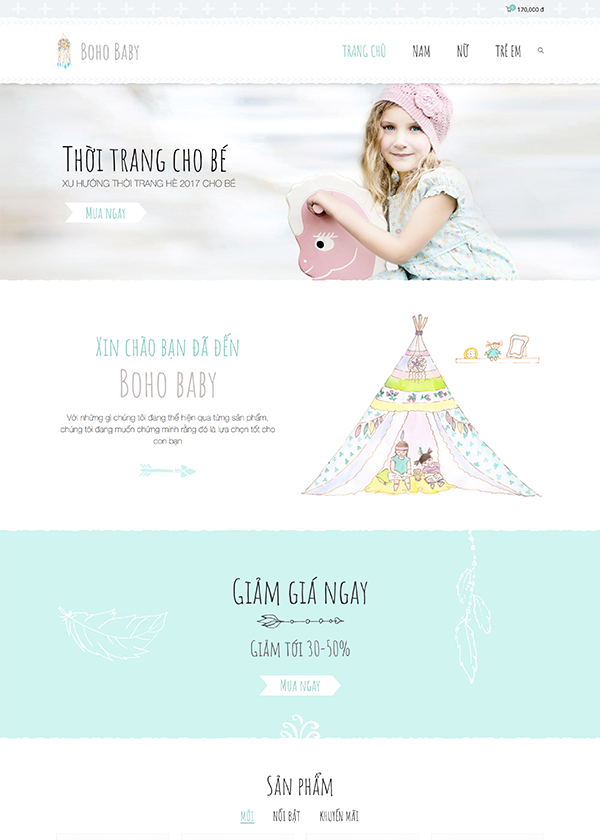 170,000 đ
Boho Baby
Trang chủ Nam Nữ Trẻ em
Thời trang cho bé
XU HƯỚNG THỜI TRANG HÈ 2017 CHO BÉ
Mua ngay
Xin chào bạn đã đến
Boho baby
Với những gì chúng tôi đang thể hiện qua từng sản phẩm,
chúng tôi đang muốn chứng minh rằng đó là lựa chọn tốt cho
con bạn
Giảm giá ngay
Giảm tới 30-50%
Mua ngay
Sản phẩm
Mới Nổi bật Khuyến mãi